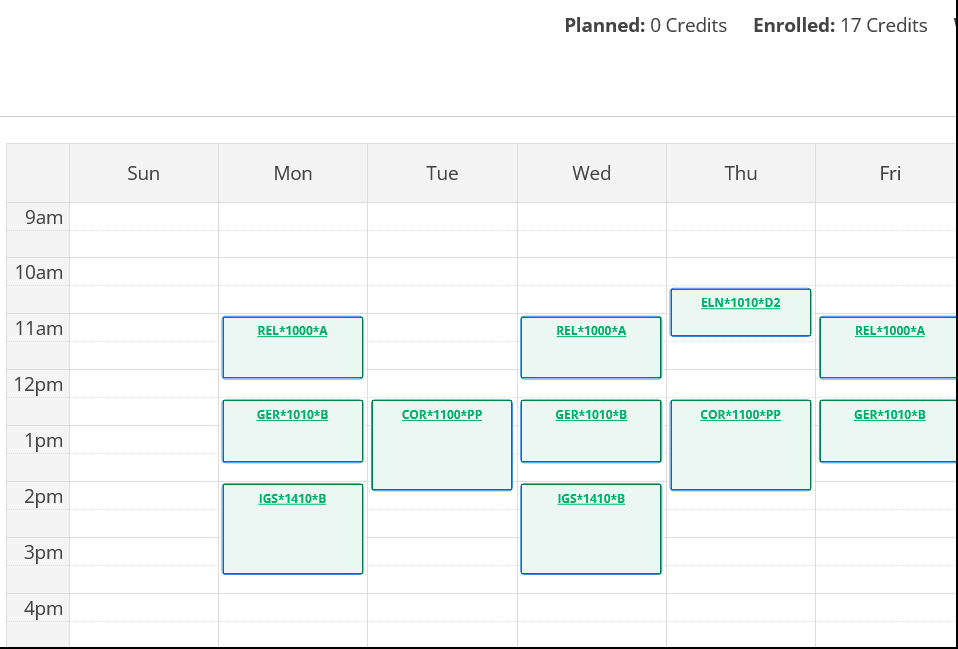 Planned: 0 Credits Enrolled: 17 Credits
Sun Mon Tue Wed Thu Fri
9am
10am
ELN*1010*D2
11am REL*1000*A REL*1000*A REL*1000*A
12pm
GER*1010*B COR*1100*PP GER*1010*B COR*1100*PP GER*1010*B
1pm
2pm IGS*1410*B IGS*1410*B
3pm
4pm